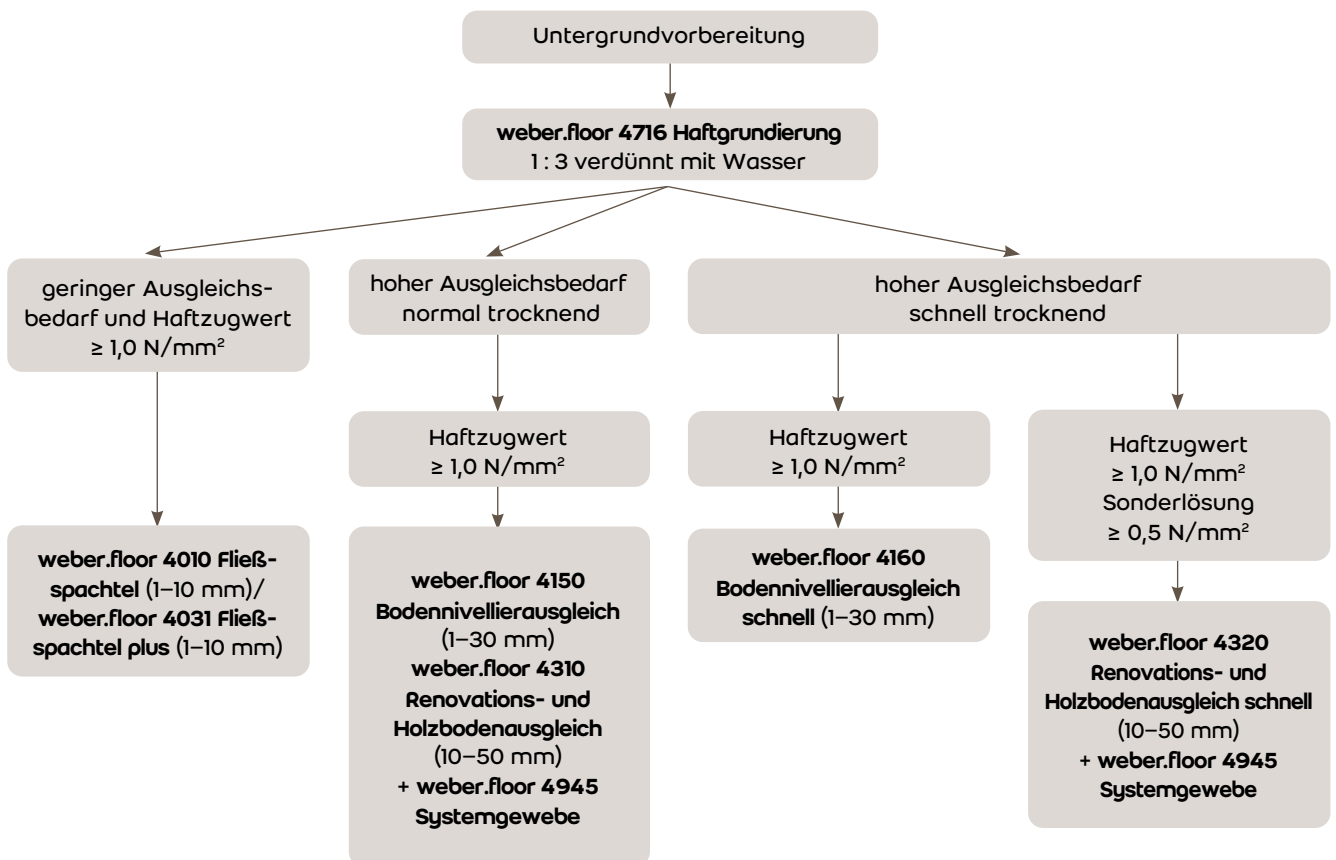 Untergrundvorbereitung
weber.floor 4716 Haftgrundierung
1 : 3 verdünnt mit Wasser
geringer Ausgleichs-
bedarf und Haftzugwert
≥ 1,0 N/mm²
hoher Ausgleichsbedarf
normal trocknend
hoher Ausgleichsbedarf
schnell trocknend
Haftzugwert
≥ 1,0 N/mm²
Haftzugwert
≥ 1,0 N/mm²
Haftzugwert
≥ 1,0 N/mm²
Sonderlösung
≥ 0,5 N/mm²
weber.floor 4010 Fließ-
spachtel (1–10 mm)/
weber.floor 4031 Fließ-
spachtel plus (1–10 mm)
weber.floor 4150
Bodennivellierausgleich
(1–30 mm)
weber.floor 4310
Renovations- und
Holzbodenausgleich
(10–50 mm)
+ weber.floor 4945
Systemgewebe
weber.floor 4160
Bodennivellierausgleich
schnell (1–30 mm)
weber.floor 4320
Renovations- und
Holzbodenausgleich schnell
(10–50 mm)
+ weber.floor 4945
Systemgewebe